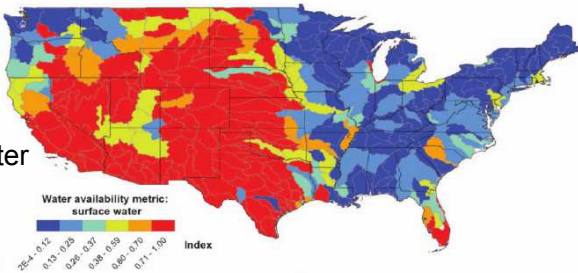 ter
Water availability metric:
surface water
2E-4 - 0.12
0.13 - 0.25
0.26 - 0.37
0.38 - 0.59
0.60 - 0.70
0.71 - 1.00
Index